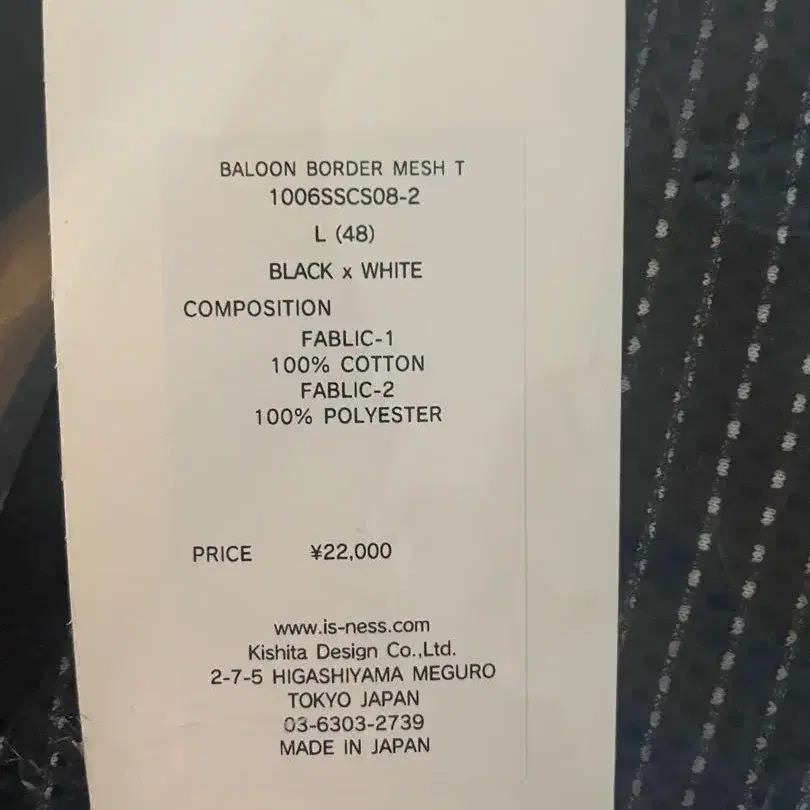 BALOON BORDER MESH T
1006SSCS08-2
L (48)
BLACK x WHITE
COMPOSITION
FABLIC-1
100% COTTON
FABLIC-2
100% POLYESTER
PRICE ¥22,000
www.is-ness.com
Kishita Design Co.,Ltd.
2-7-5 HIGASHIYAMA MEGURO
TOKYO JAPAN
03-6303-2739
MADE IN JAPAN